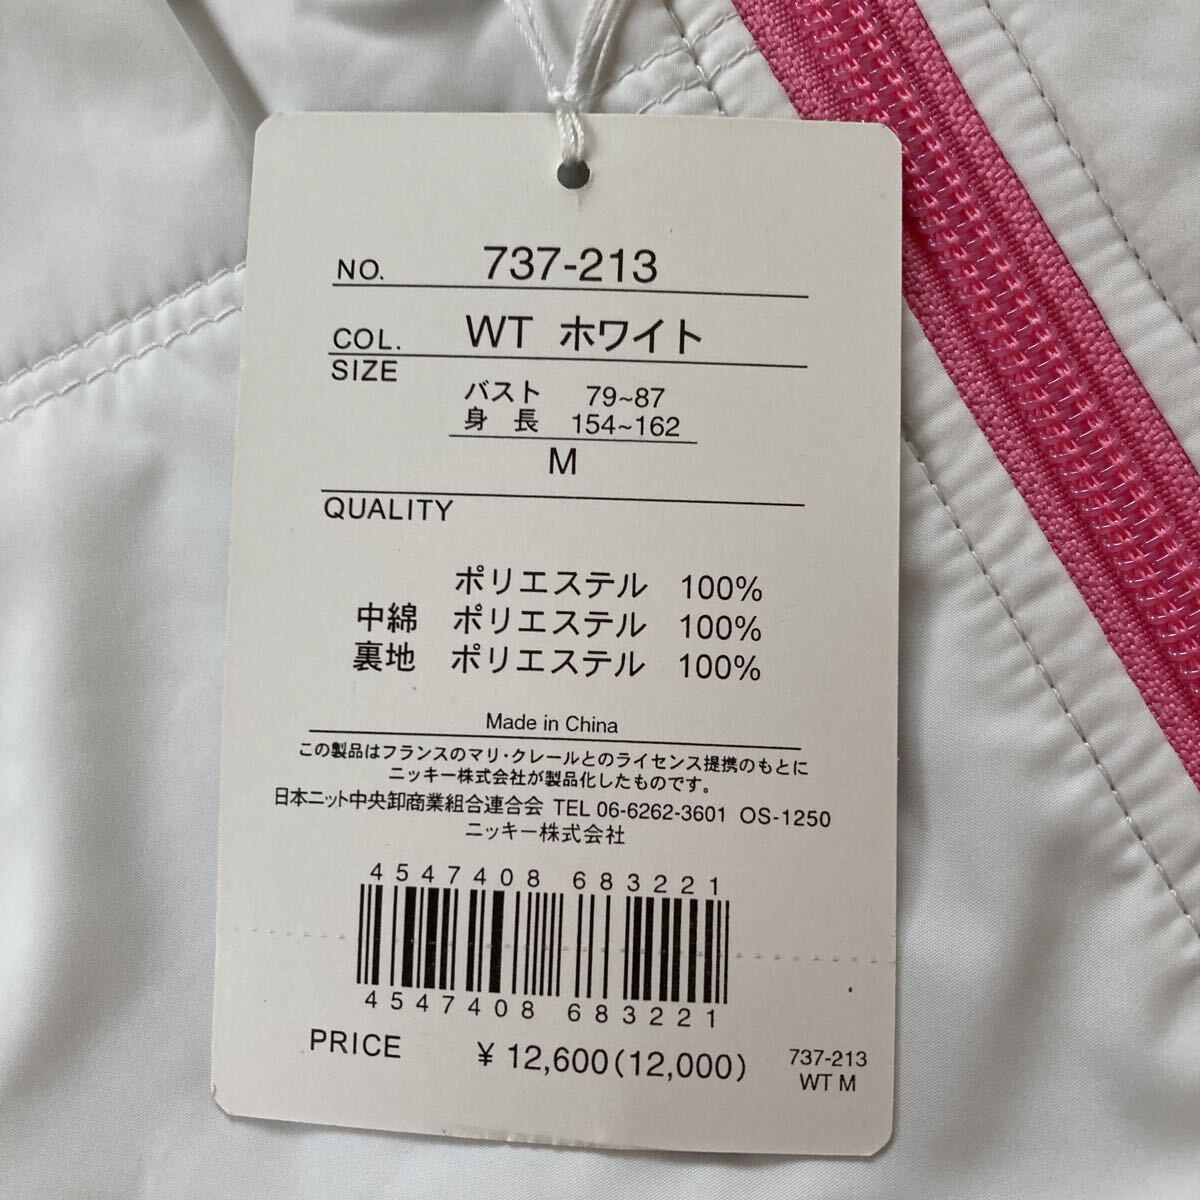 NO. 737-213
COL. WT ホワイト
SIZE
バスト 79~87
身長 154~162
M
QUALITY
ポリエステル 100%
中綿 ポリエステル 100%
裏地 ポリエステル 100%
Made in China
この製品はフランスのマリ・クレールとのライセンス提携のもとに
ニッキー株式会社が製品化したものです。
日本ニット中央卸商業組合連合会 TEL 06-6262-3601 OS-1250
ニッキー株式会社
4547408 683221
4547408 683221
PRICE ¥ 12,600(12,000)
737-213
WT M